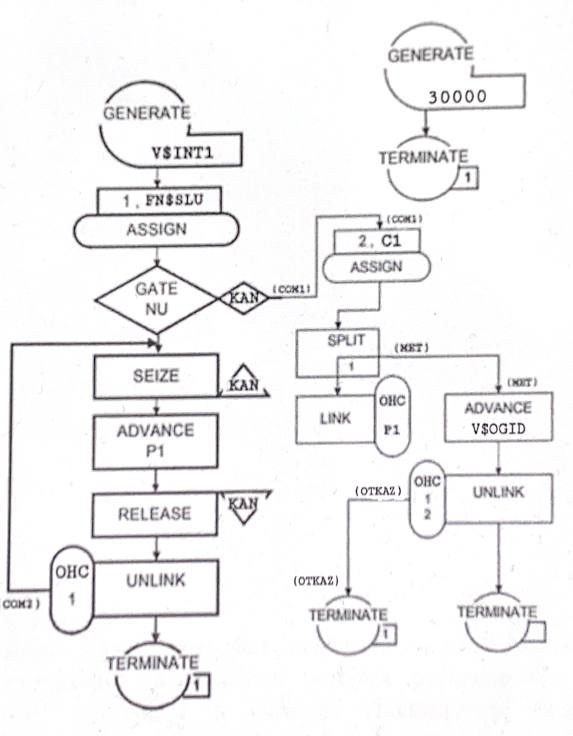 GENERATE
V$INT1
1, FN$SLU
ASSIGN
GATE
NU
KAN
(COM1)
SEIZE
KAN
ADVANCE
P1
RELEASE
KAN
OHC
1
UNLINK
COM2)
TERMINATE
1
GENERATE
30000
TERMINATE
1
(COM1)
2, C1
ASSIGN
SPLIT
1
(MET)
LINK
OHC
P1
(MET)
ADVANCE
V$OGID
(OTKAZ)
OHC
1
2
UNLINK
(OTKAZ)
TERMINATE
1
TERMINATE